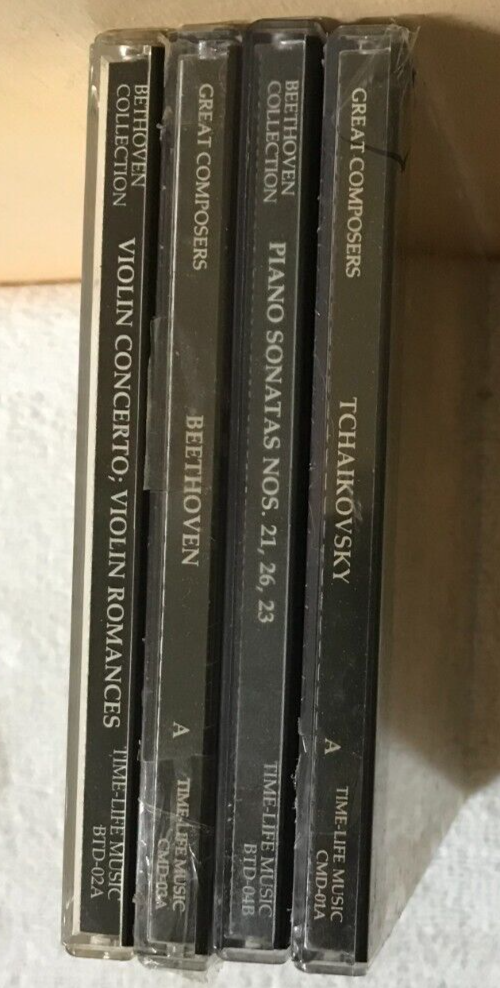 BEETHOVEN
COLLECTION
VIOLIN CONCERTO; VIOLIN ROMANCES
TIME-LIFE MUSIC
BTD-02A
GREAT COMPOSERS
BEETHOVEN
A
TIME-LIFE MUSIC
CMD-03A
BEETHOVEN
COLLECTION
PIANO SONATAS NOS. 21, 26, 23
TIME-LIFE MUSIC
BTD-04B
GREAT COMPOSERS
TCHAIKOVSKY
A
TIME-LIFE MUSIC
CMD-01A